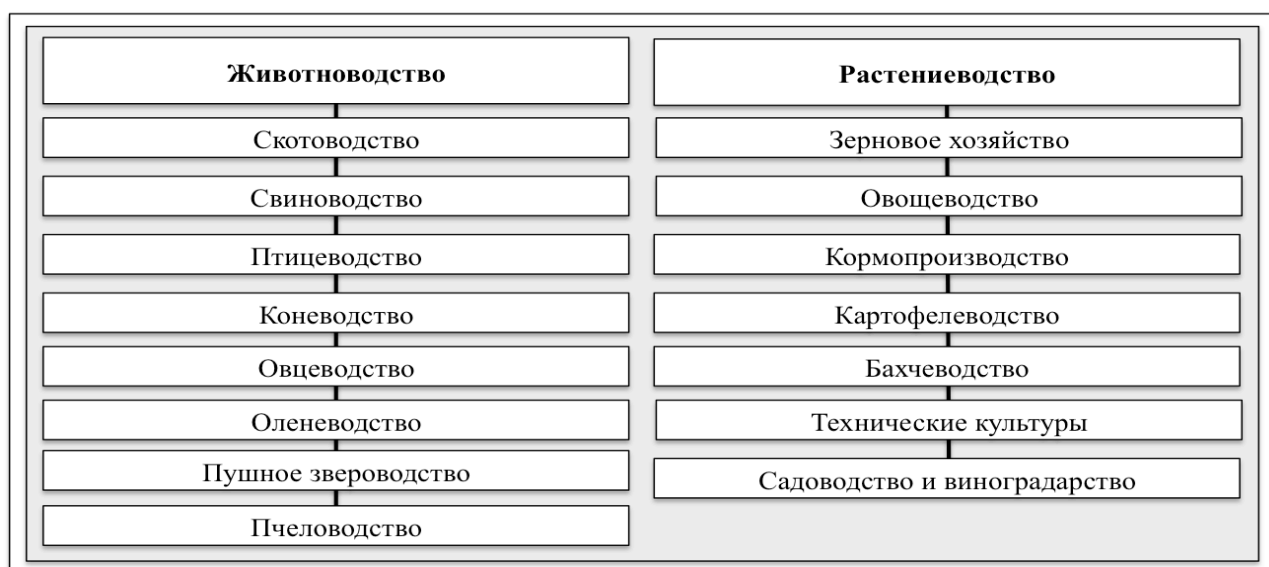 Животноводство
Скотоводство
Свиноводство
Птицеводство
Коневодство
Овцеводство
Оленеводство
Пушное звероводство
Пчеловодство
Растениеводство
Зерновое хозяйство
Овощеводство
Кормопроизводство
Картофелеводство
Бахчеводство
Технические культуры
Садоводство и виноградарство